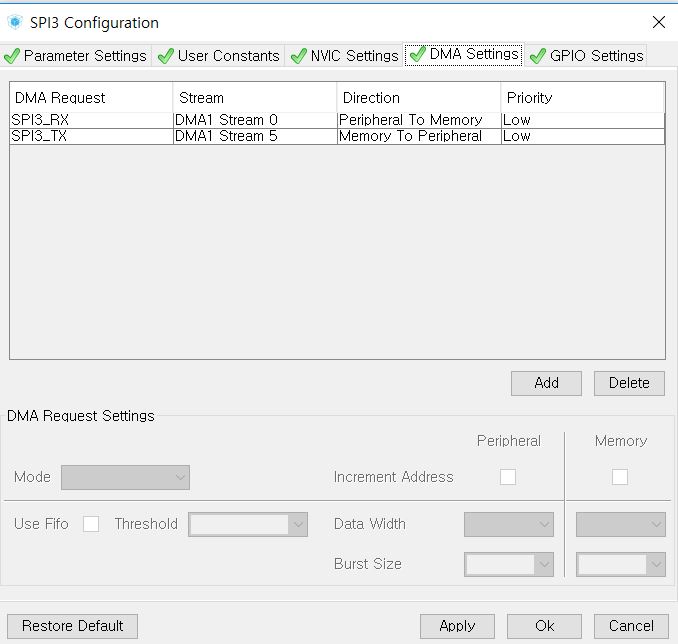 SPI3 Configuration
Parameter Settings User Constants NVIC Settings DMA Settings GPIO Settings
DMA Request Stream Direction Priority
SPI3_RX DMA1 Stream 0 Peripheral To Memory Low
SPI3_TX DMA1 Stream 5 Memory To Peripheral Low
Add Delete
DMA Request Settings
Peripheral Memory
Mode Increment Address
Use Fifo Threshold Data Width
Burst Size
Restore Default Apply Ok Cancel